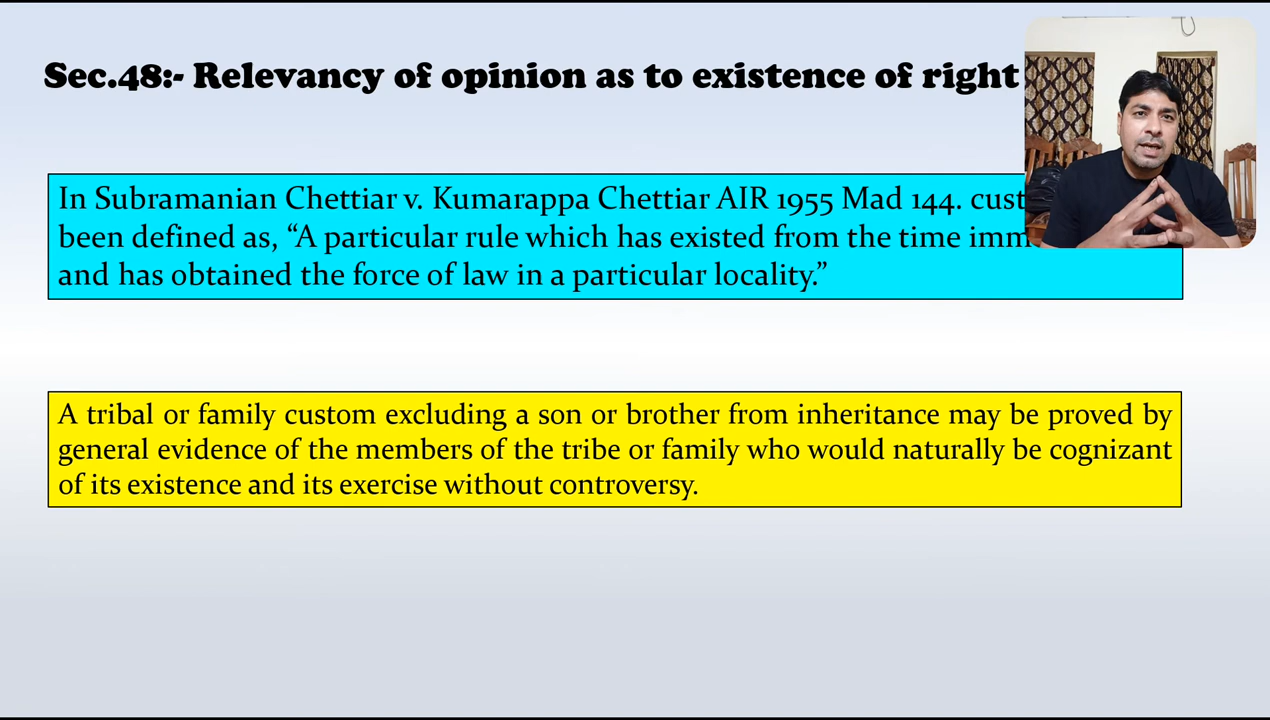 Sec.48:- Relevancy of opinion as to existence of right
In Subramanian Chettiar v. Kumarappa Chettiar AIR 1955 Mad 144.
been defined as, “A particular rule which has existed from the time
and has obtained the force of law in a particular locality.”
A tribal or family custom excluding a son or brother from inheritance may be proved by
general evidence of the members of the tribe or family who would naturally be cognizant
of its existence and its exercise without controversy.